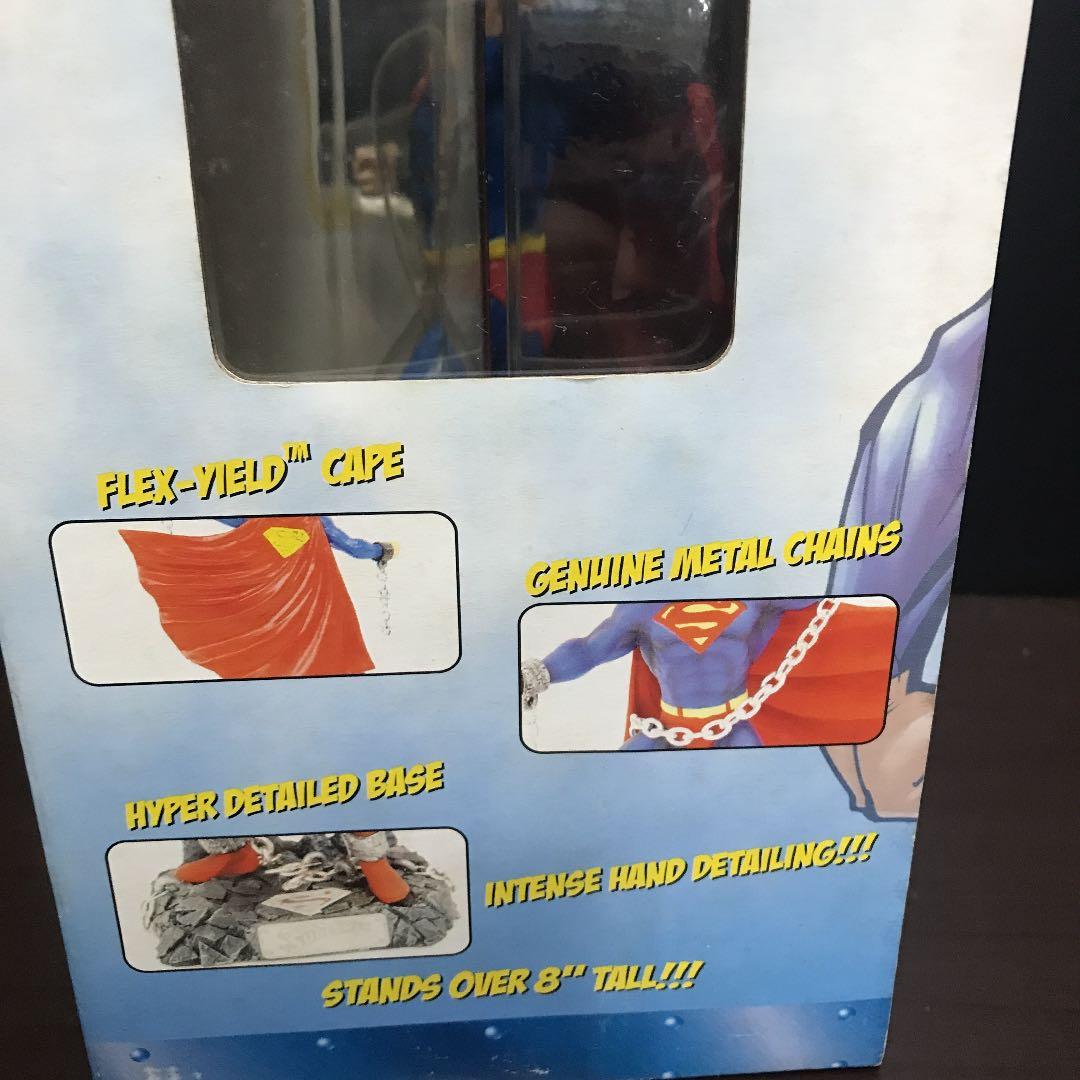 FLEX-YIELD™ CAPE
GENUINE METAL CHAINS
HYPER DETAILED BASE
INTENSE HAND DETAILING!!!
STANDS OVER 8" TALL!!!